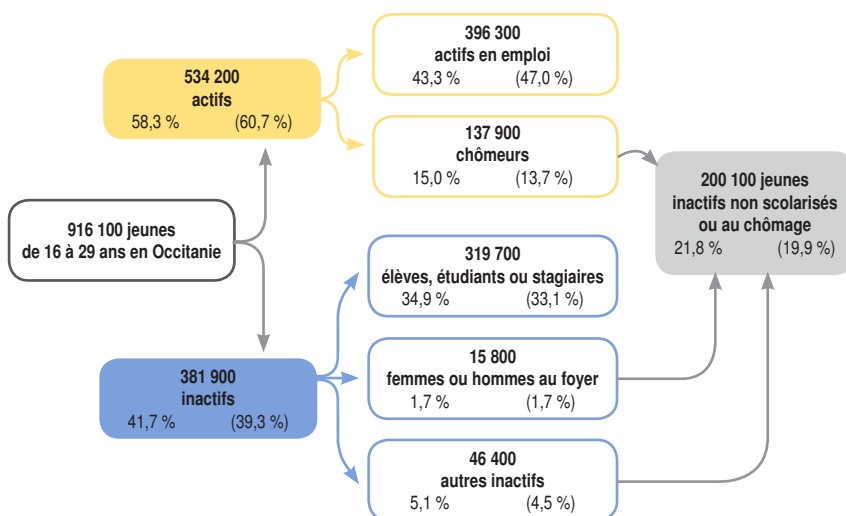 916 100 jeunes
de 16 à 29 ans en Occitanie
534 200
actifs
58,3 % (60,7 %)
396 300
actifs en emploi
43,3 % (47,0 %)
137 900
chômeurs
15,0 % (13,7 %)
381 900
inactifs
41,7 % (39,3 %)
319 700
élèves, étudiants ou stagiaires
34,9 % (33,1 %)
15 800
femmes ou hommes au foyer
1,7 % (1,7 %)
46 400
autres inactifs
5,1 % (4,5 %)
200 100 jeunes
inactifs non scolarisés
ou au chômage
21,8 % (19,9 %)